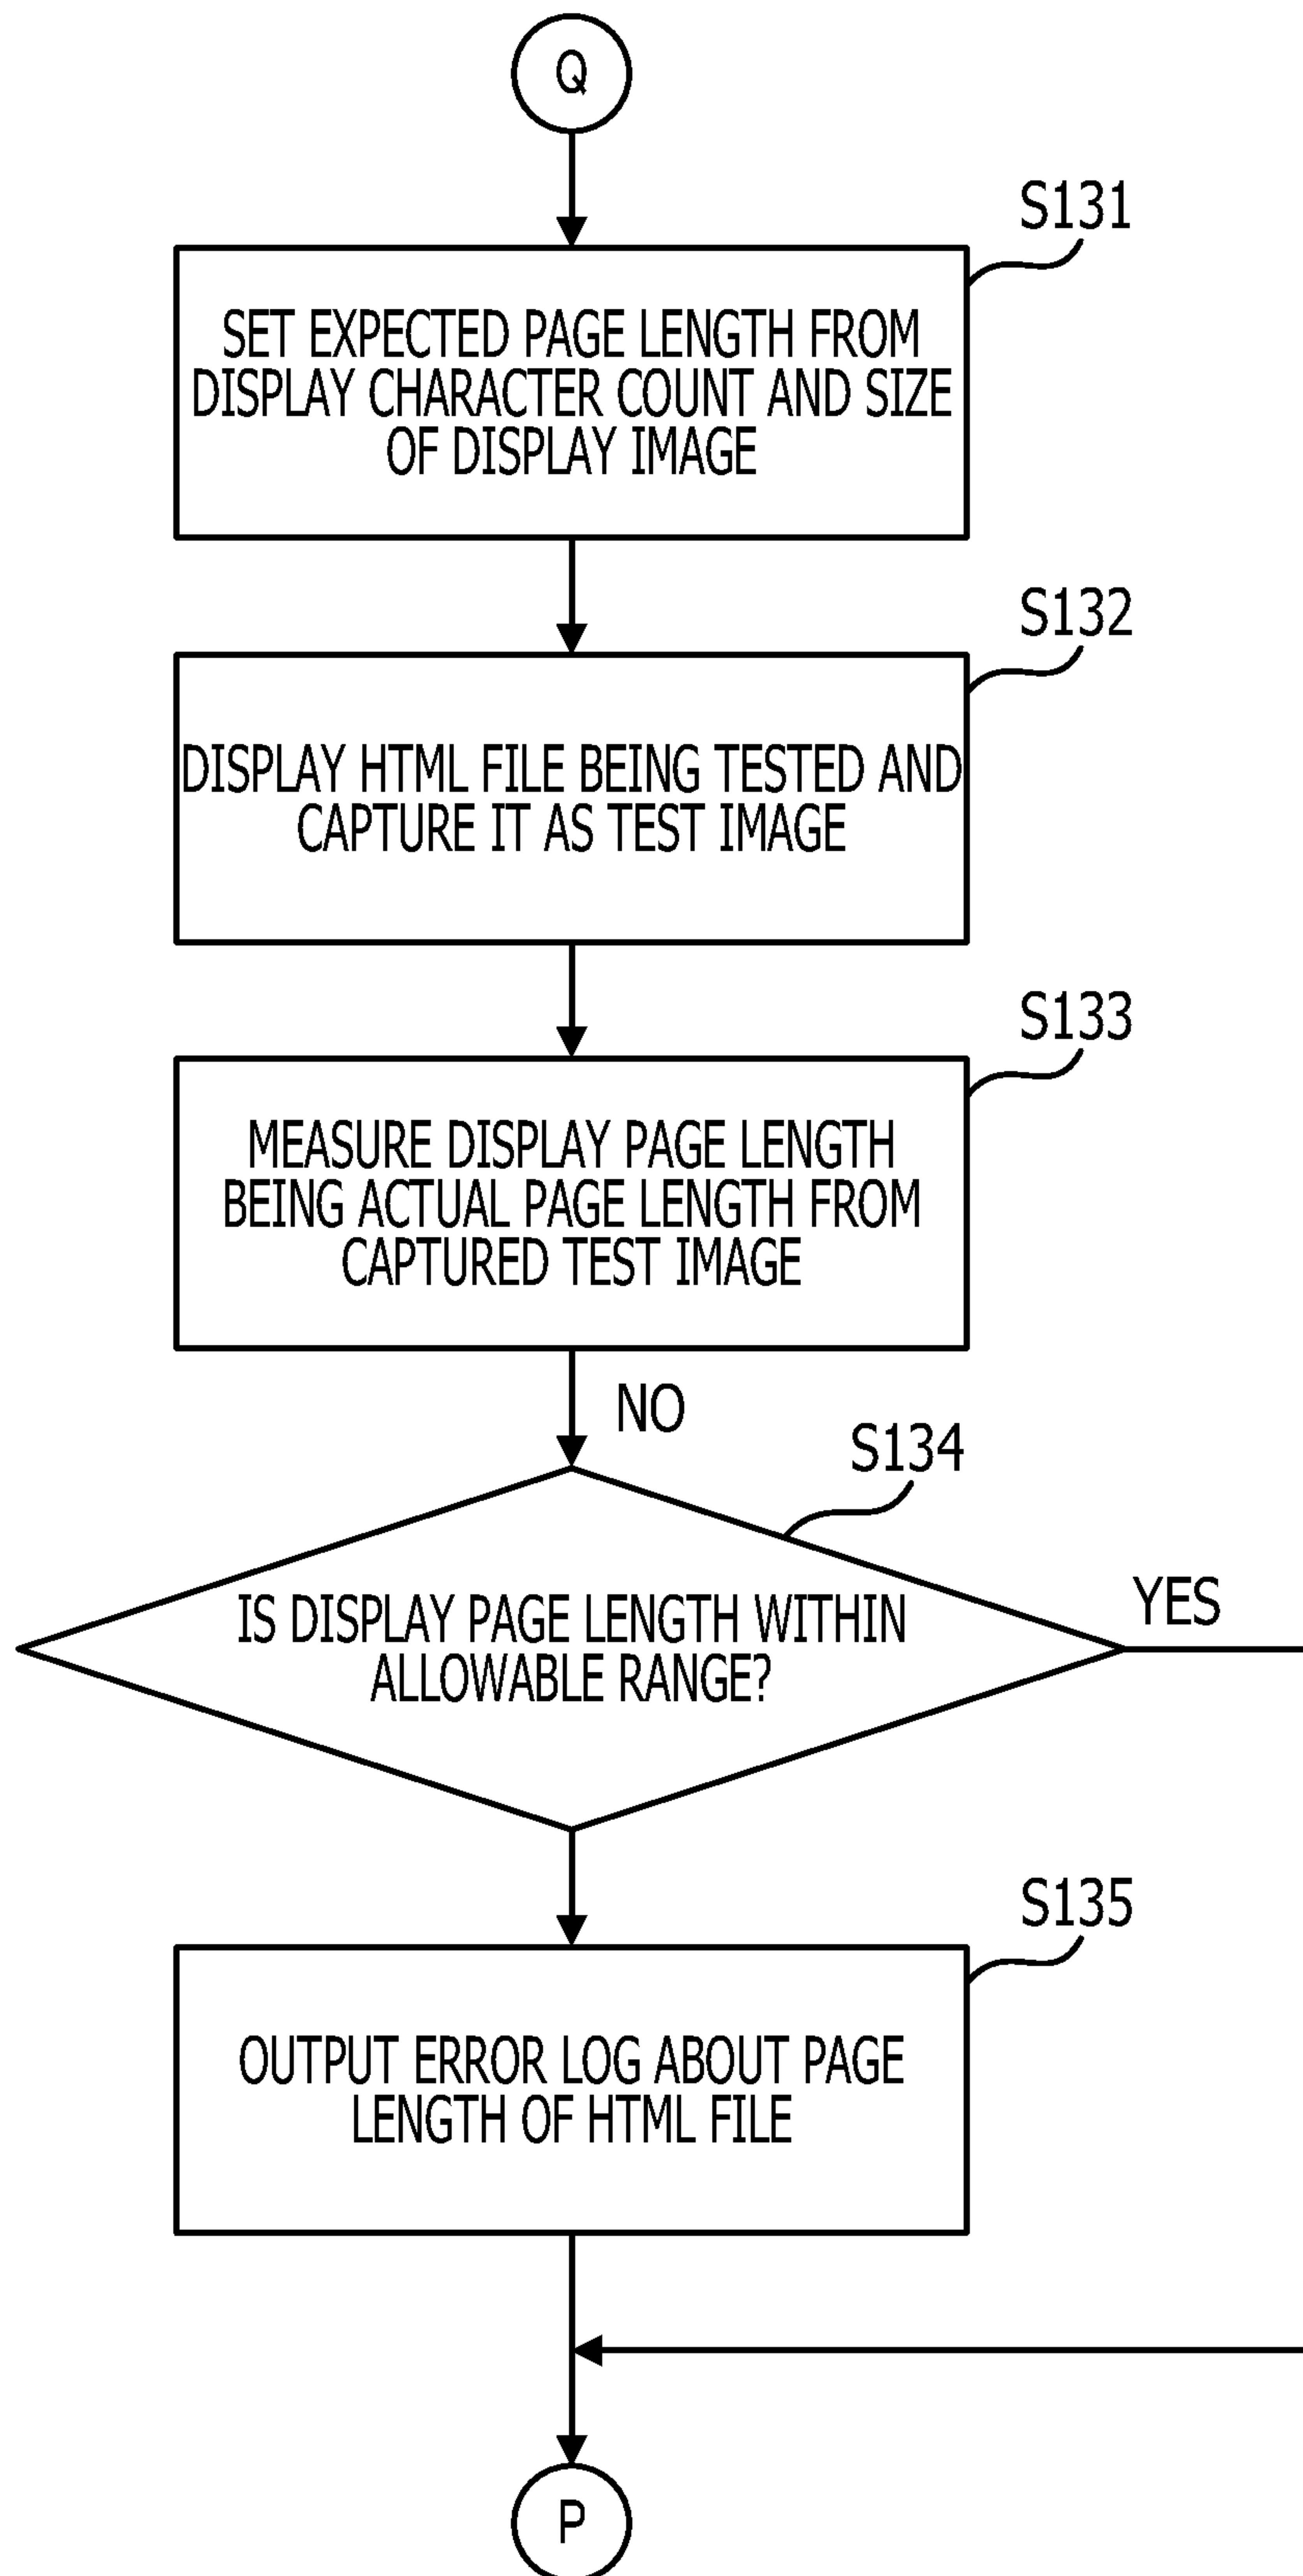 Q
S131
SET EXPECTED PAGE LENGTH FROM
DISPLAY CHARACTER COUNT AND SIZE
OF DISPLAY IMAGE
S132
DISPLAY HTML FILE BEING TESTED AND
CAPTURE IT AS TEST IMAGE
S133
MEASURE DISPLAY PAGE LENGTH
BEING ACTUAL PAGE LENGTH FROM
CAPTURED TEST IMAGE
NO
S134
YES
IS DISPLAY PAGE LENGTH WITHIN
ALLOWABLE RANGE?
S135
OUTPUT ERROR LOG ABOUT PAGE
LENGTH OF HTML FILE
P